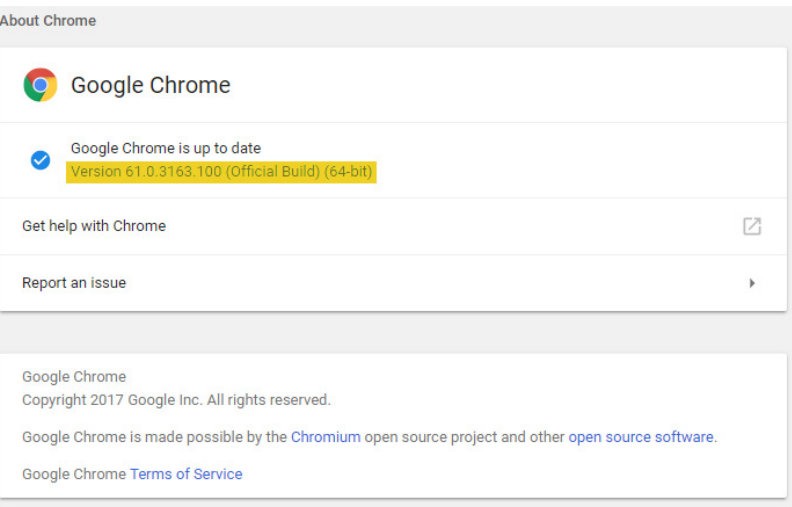 About Chrome
Google Chrome
Google Chrome is up to date
Version 61.0.3163.100 (Official Build) (64-bit)
Get help with Chrome
Report an issue
Google Chrome
Copyright 2017 Google Inc. All rights reserved.
Google Chrome is made possible by the Chromium open source project and other open source software.
Google Chrome Terms of Service